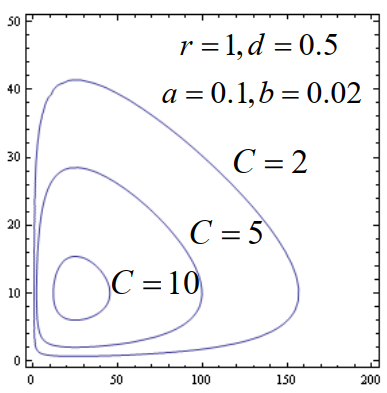 50
r = 1, d = 0.5
40
a = 0.1, b = 0.02
30
C = 2
20
C = 5
C = 10
10
0
0 50 100 150 200